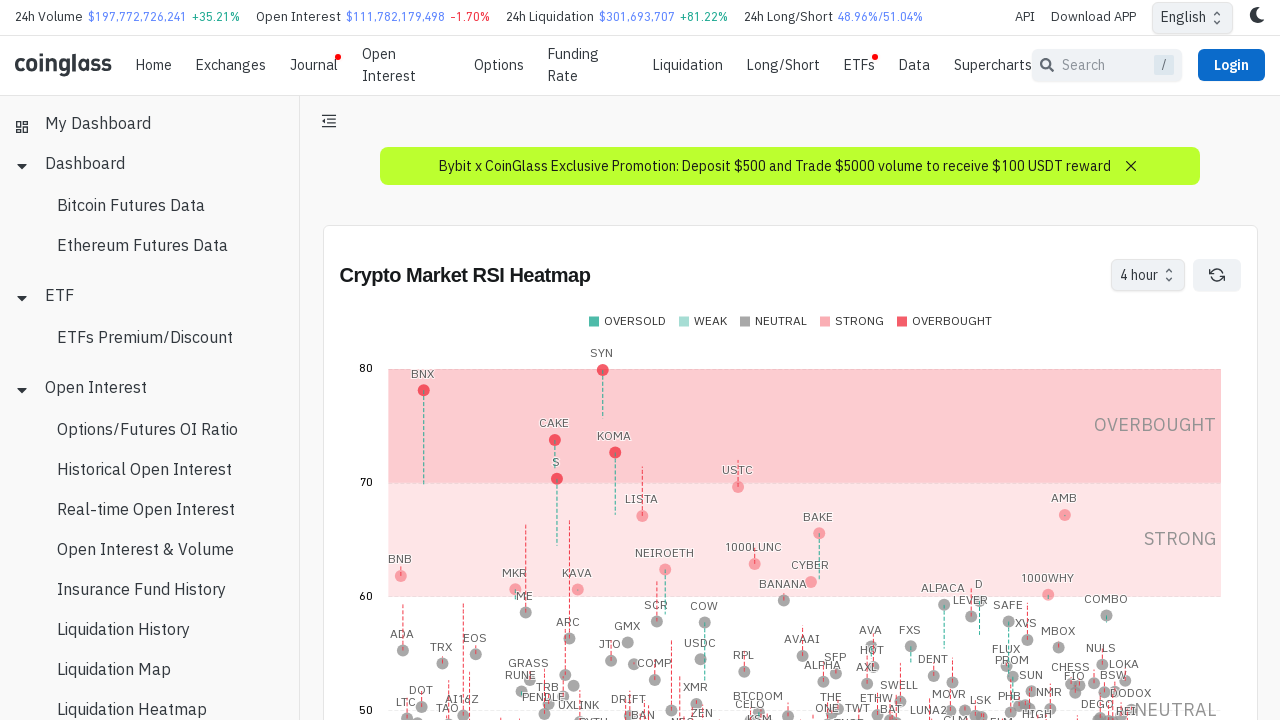 24h Volume $197,772,726,241 +35.21% Open Interest $111,782,179,498 -1.70% 24h Liquidation $301,693,707 +81.22% 24h Long/Short 48.96%/51.04% API Download APP English
coinglass Home Exchanges Journal Open Interest Options Funding Rate Liquidation Long/Short ETFs Data Supercharts Search / Login
My Dashboard
Dashboard
Bitcoin Futures Data
Ethereum Futures Data
ETF
ETFs Premium/Discount
Open Interest
Options/Futures OI Ratio
Historical Open Interest
Real-time Open Interest
Open Interest & Volume
Insurance Fund History
Liquidation History
Liquidation Map
Liquidation Heatmap
Bybit x CoinGlass Exclusive Promotion: Deposit $500 and Trade $5000 volume to receive $100 USDT reward
Crypto Market RSI Heatmap
4 hour
OVERSOLD WEAK NEUTRAL STRONG OVERBOUGHT
SYN
80
BNX
CAKE
OVERBOUGHT
KOMA
S
USTC
70
LISTA
AMB
BAKE
STRONG
1000LUNC
NEIROETH
BNB
CYBER
MKR KAVA
1000WHY
BANANA
ALPACA D
60
ME
LEVER
COMBO
SCR COW
SAFE
ARC
GMX
XVS
ADA
EOS
AVA FXS
MBOX
AVAAI
TRX
JTO
USDC
NULS
HOT
FLUX
RPL
SFP
DENT
PROM
GRASS
COMP
ALPHA
AXL
CHESS
LOKA
RUNE
SUN
FIO
BSW
TRB
XMR
SWELL
DOT
PENDLE
DRIFT
BTCDOM
THE
ETHW
MOVR
PHB
NMR
DODOX
LTC
AI16Z
UXLINK
CELO
LSK
DEGO
TAO
BAN
ZEN
ONE
TWT
BAT
LUNA2
HIGH
REI
50
NEUTRAL
KSM